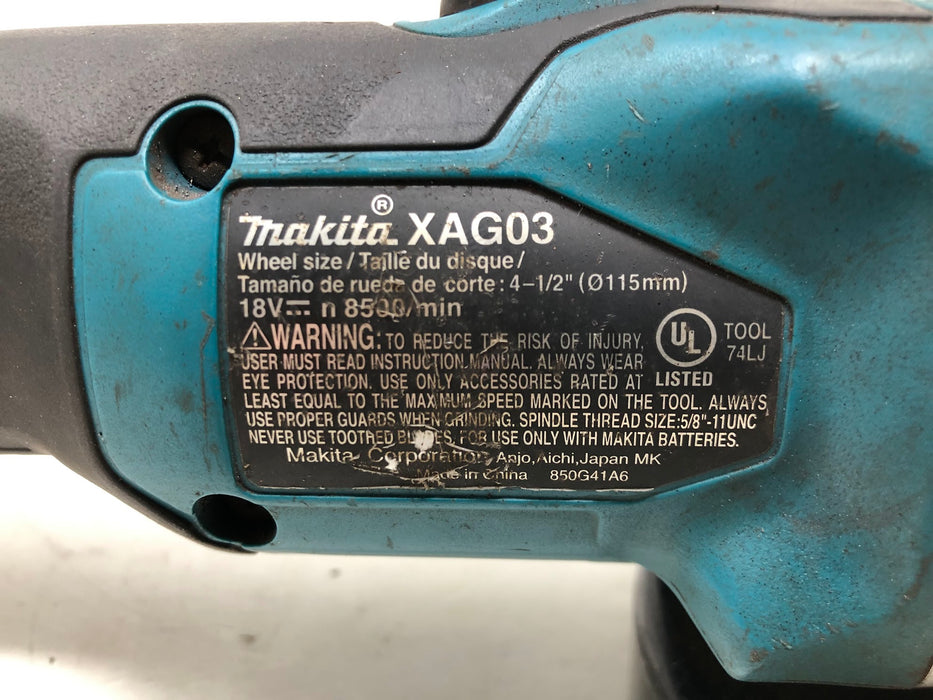 makita® XAG03
Wheel size / Taille du disque /
Tamaño de rueda de corte : 4-1/2" (Ø115mm)
18V⎓ n 8500/min
⚠WARNING: TO REDUCE THE RISK OF INJURY,
USER MUST READ INSTRUCTION MANUAL. ALWAYS WEAR
EYE PROTECTION. USE ONLY ACCESSORIES RATED AT
LEAST EQUAL TO THE MAXIMUM SPEED MARKED ON THE TOOL. ALWAYS
USE PROPER GUARDS WHEN GRINDING. SPINDLE THREAD SIZE:5/8"-11UNC
NEVER USE TOOTHED BLADES. FOR USE ONLY WITH MAKITA BATTERIES.
Makita Corporation Anjo,Aichi,Japan MK
Made in China 850G41A6
UL
LISTED
TOOL
74LJ